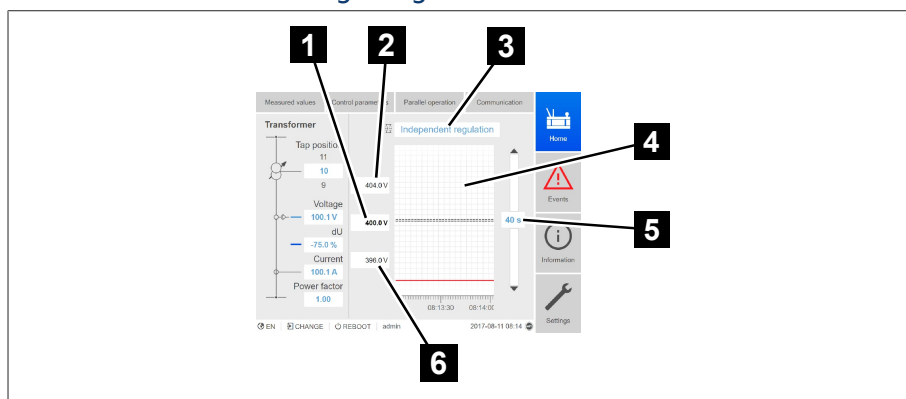 1
2
3
Measured values
Control parameters
Parallel operation
Communication
Transformer
Independent regulation
Home
4
Tap position
11
10
9
404.0 V
Events
Voltage
100.1 V
400.0 V
40 s
5
dU
-75.0 %
Information
Current
396.0 V
100.1 A
Power factor
1.00
08:13:30
08:14:00
Settings
EN
CHANGE
REBOOT
admin
2017-08-11 08:14
6